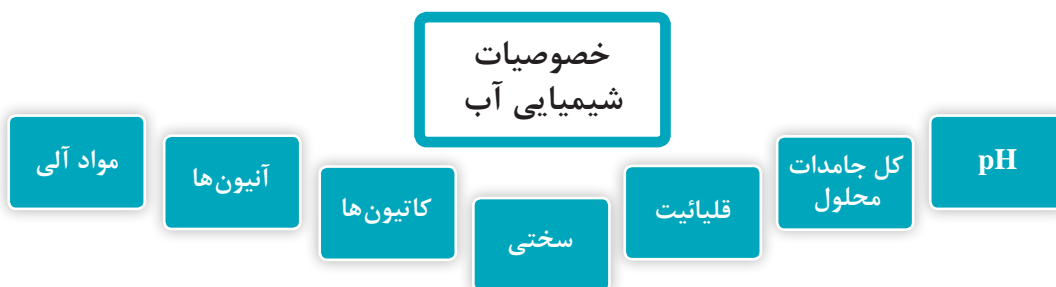 خصوصیات
شیمیایی آب
pH
کل جامدات
محلول
قلیائیت
سختی
کاتیون‌ها
آنیون‌ها
مواد آلی